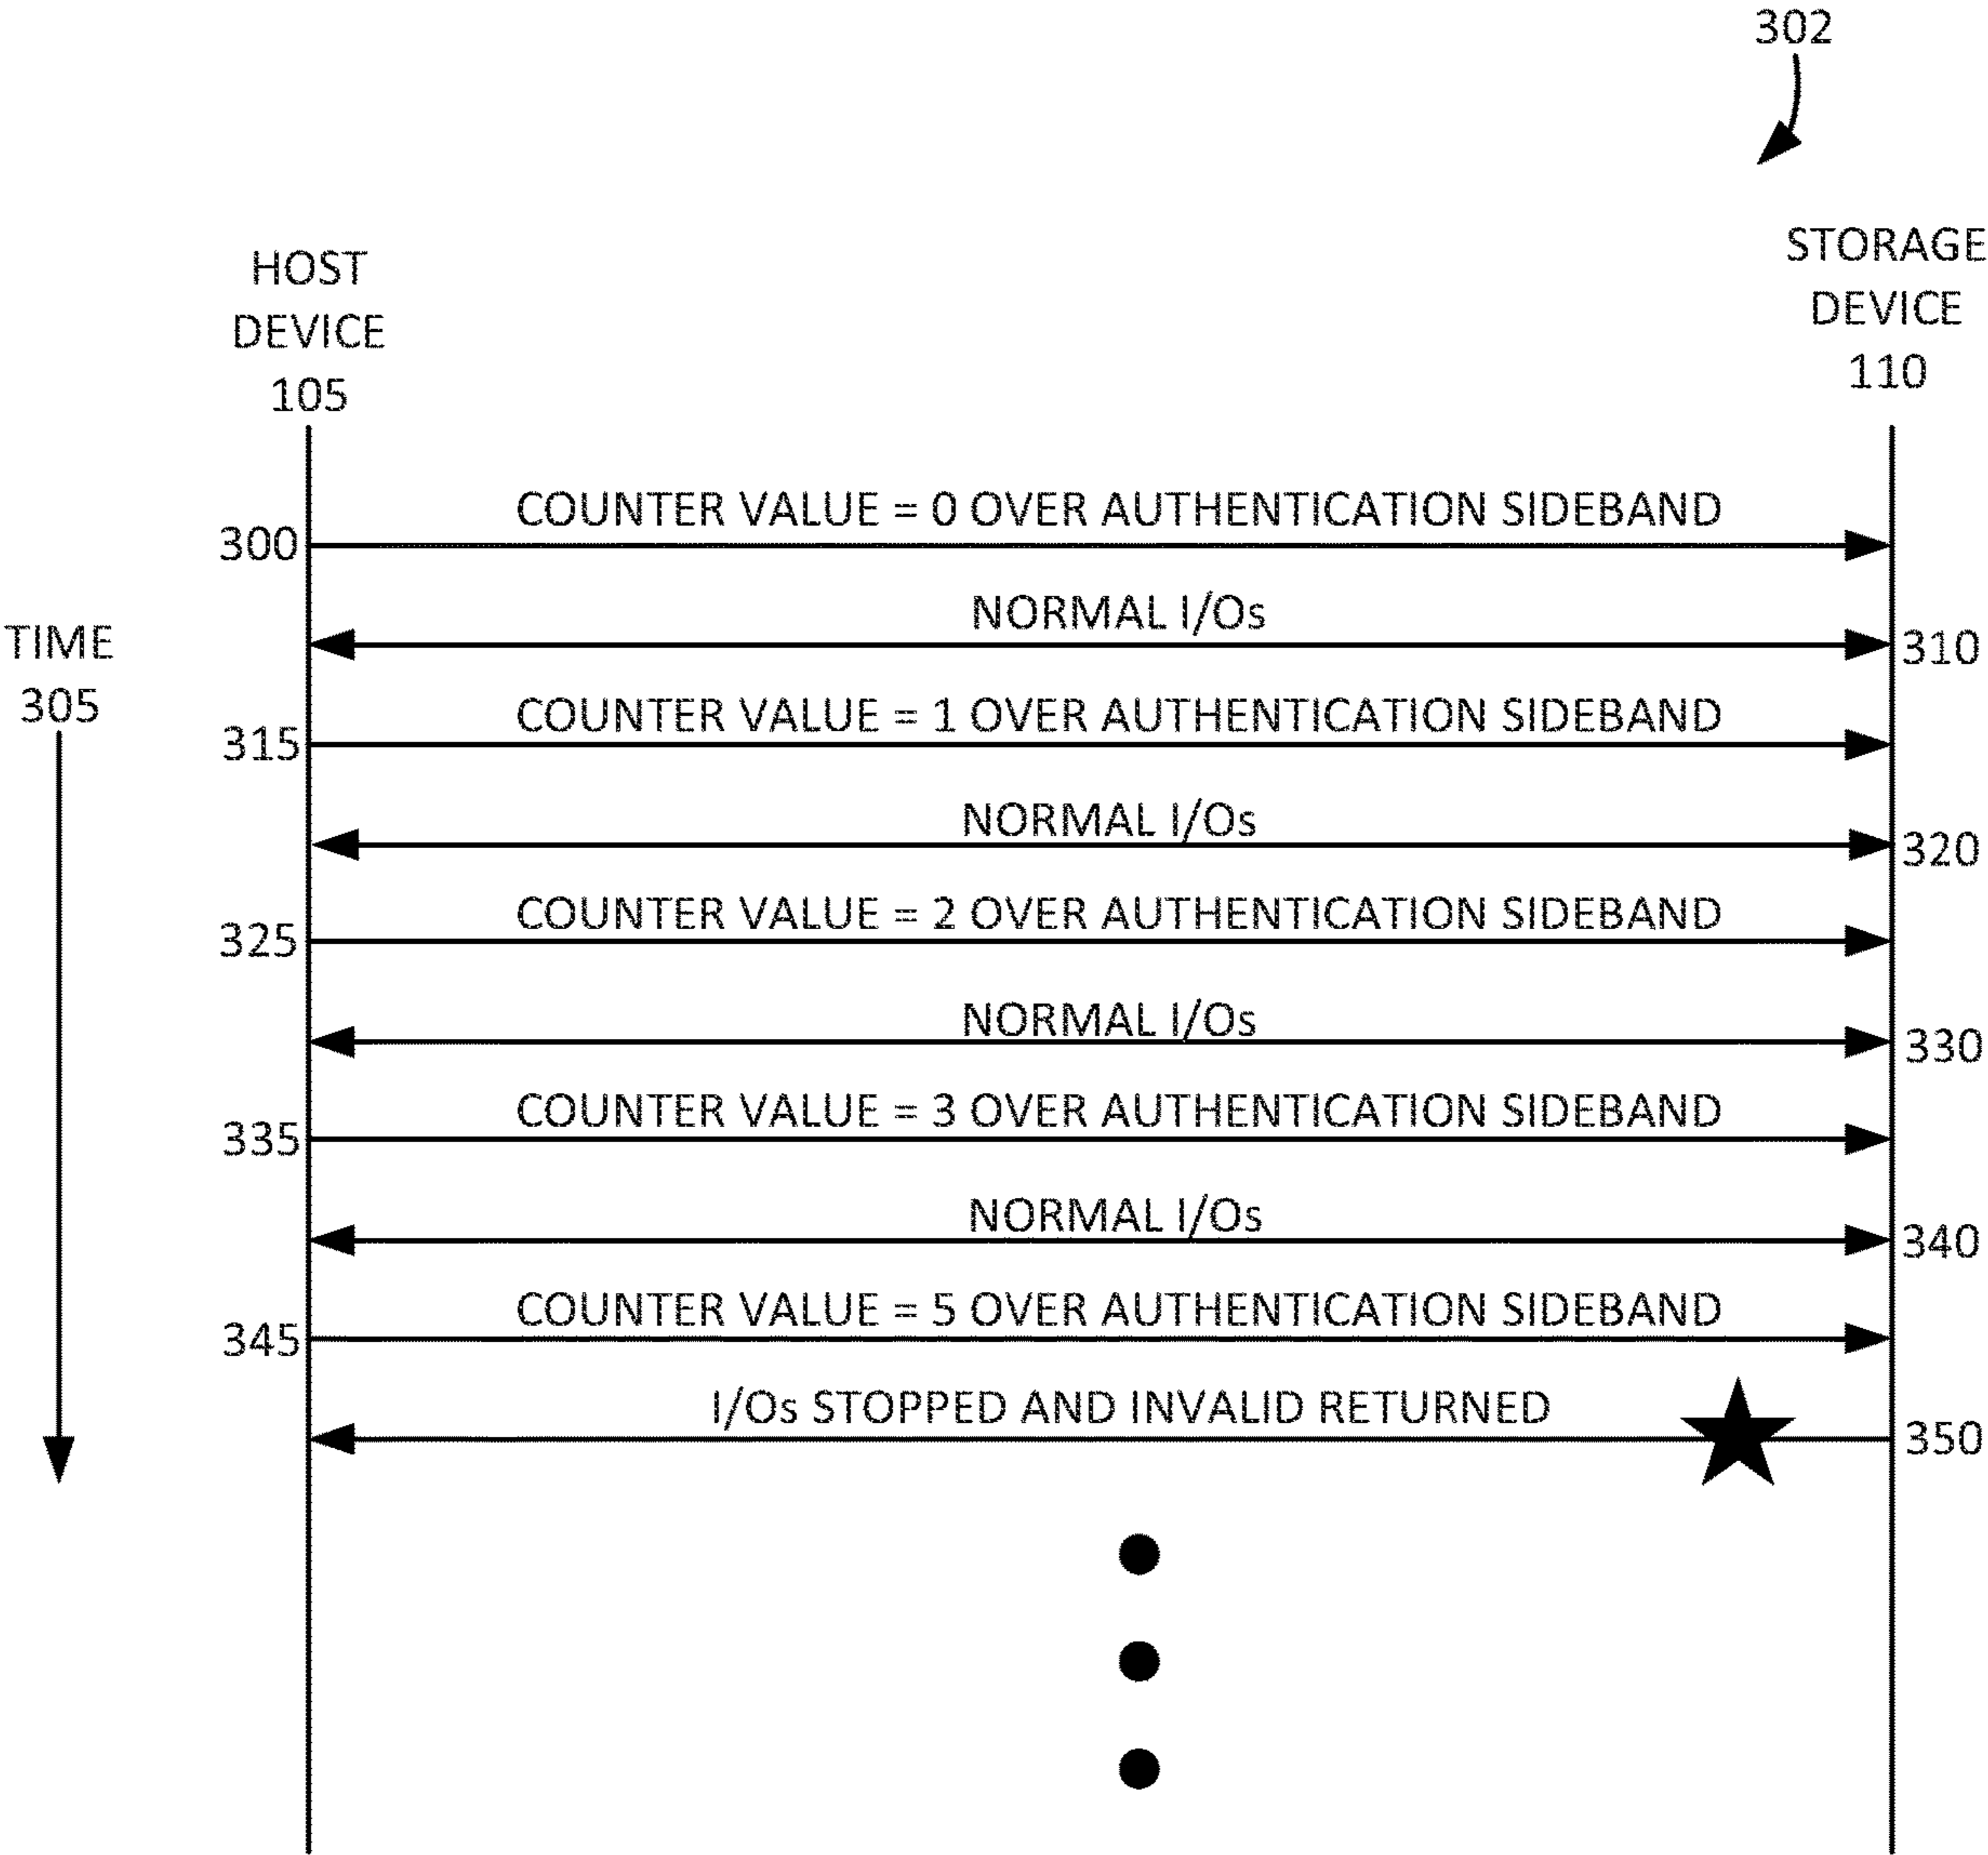 302
HOST
DEVICE
105
STORAGE
DEVICE
110
COUNTER VALUE = 0 OVER AUTHENTICATION SIDEBAND
300
NORMAL I/Os
310
TIME
305
COUNTER VALUE = 1 OVER AUTHENTICATION SIDEBAND
315
NORMAL I/Os
320
COUNTER VALUE = 2 OVER AUTHENTICATION SIDEBAND
325
NORMAL I/Os
330
COUNTER VALUE = 3 OVER AUTHENTICATION SIDEBAND
335
NORMAL I/Os
340
COUNTER VALUE = 5 OVER AUTHENTICATION SIDEBAND
345
I/Os STOPPED AND INVALID RETURNED
350